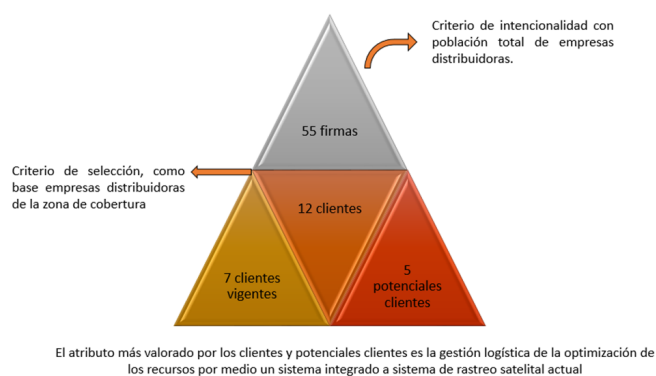 Criterio de intencionalidad con
población total de empresas
distribuidoras.
55 firmas
Criterio de selección, como
base empresas distribuidoras
de la zona de cobertura
12 clientes
7 clientes
vigentes
5
potenciales
clientes
El atributo más valorado por los clientes y potenciales clientes es la gestión logística de la optimización de
los recursos por medio un sistema integrado a sistema de rastreo satelital actual